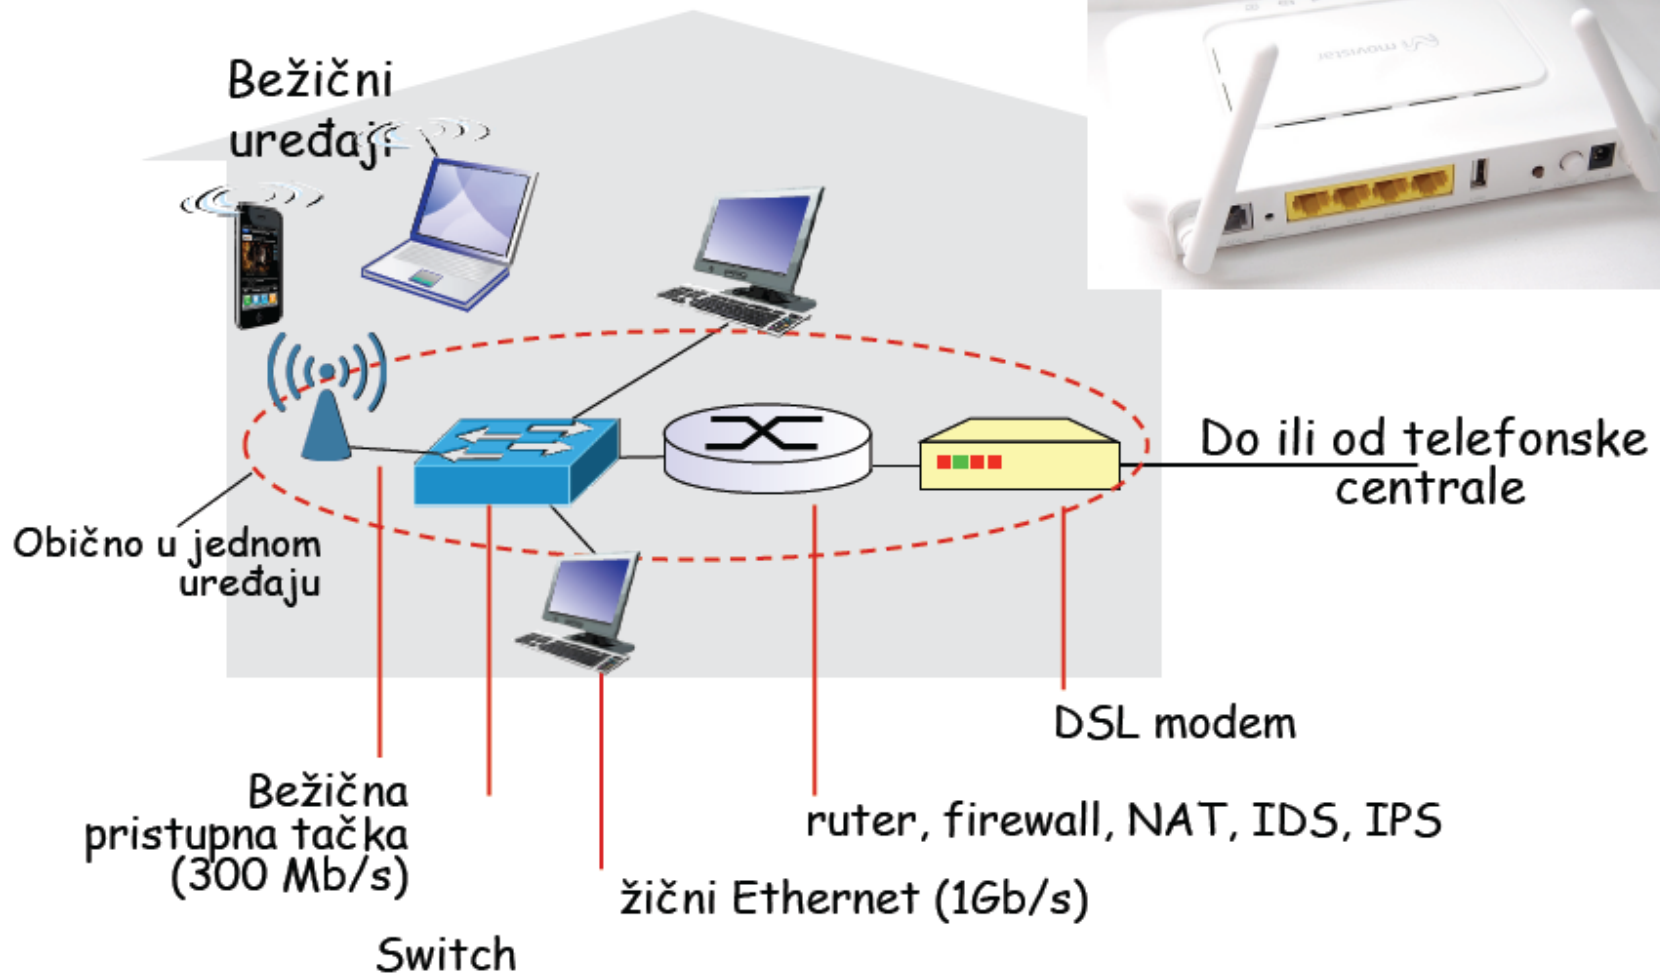 Bežični
uređaji
movistar
Do ili od telefonske
centrale
Obično u jednom
uređaju
DSL modem
Bežična
pristupna tačka
(300 Mb/s)
ruter, firewall, NAT, IDS, IPS
žični Ethernet (1Gb/s)
Switch